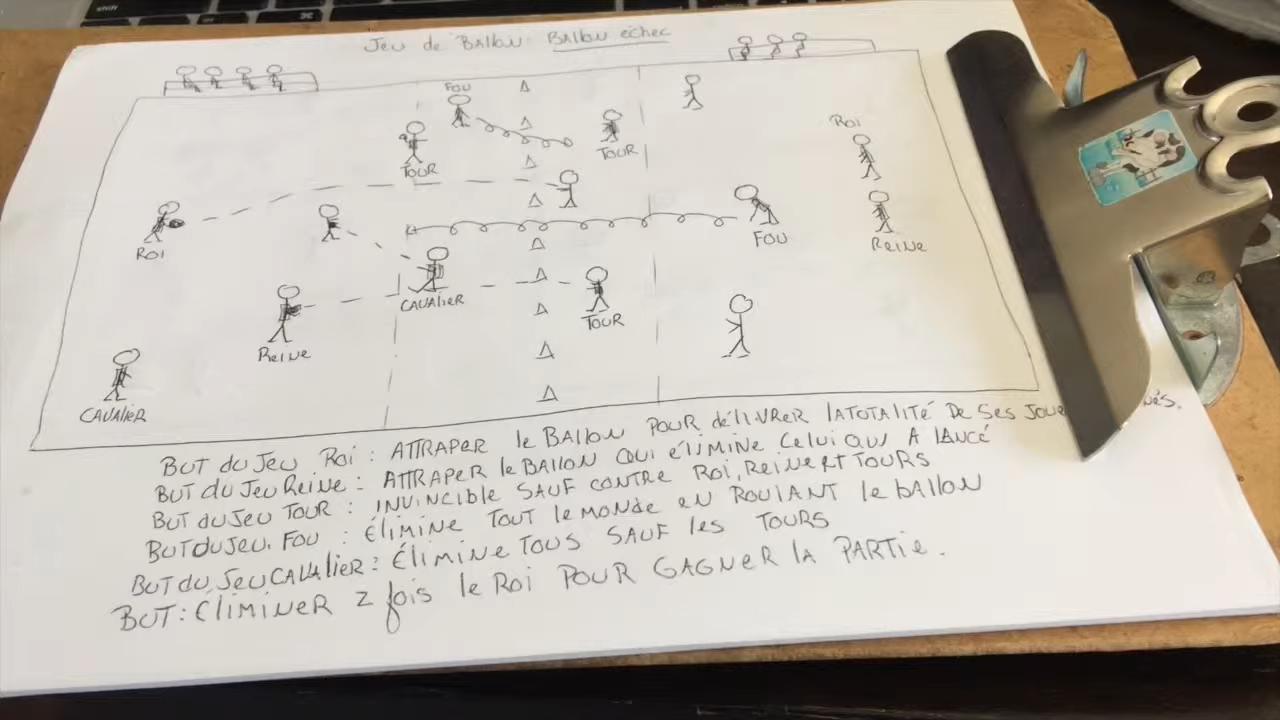 Jeu de Ballon: Ballon échec
FOU
TOUR
TOUR
ROI
ROI
FOU
REINE
CAVALIER
TOUR
REINE
CAVALIER
BUT du JEU ROI : ATTRAPER le BALLON POUR déLIVRER LA TOTALITÉ De Ses JOUE
BUT du JEU REINE : ATTRAPER le BALLON QUI éLIMINE Celui QUI A lANCÉ
BUT du JEU TOUR : INVINCIBLE SAUF CONTRE ROI, REINE ET TOURS
BUT DU JEU. FOU : ÉLIMINE TOUT le MONDE EN ROULANT le bALLON
BUT du JEU CAVALIER : ÉLIMINE TOUS SAUF les TOURS
BUT : ÉLIMINER 2 fois le ROI POUR GAGNER LA PARTIE.